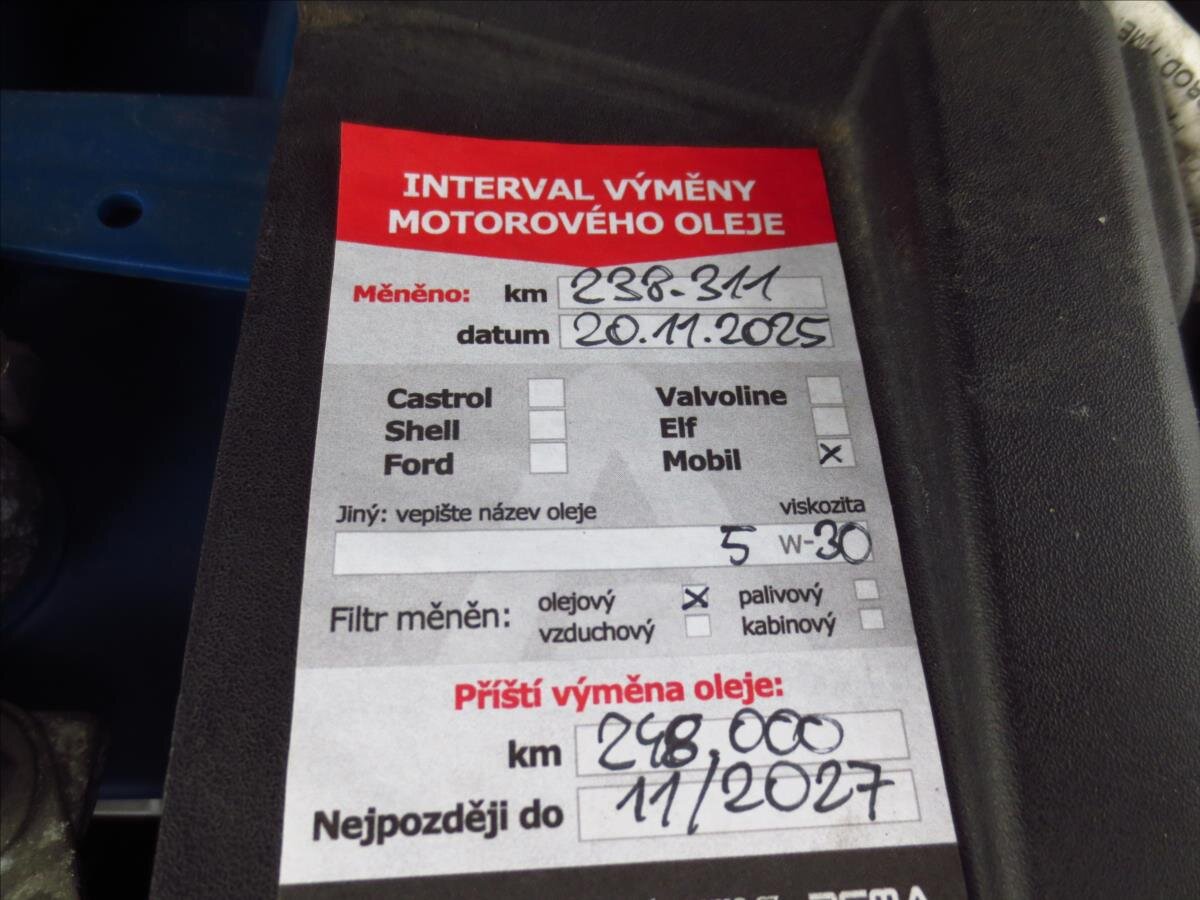 INTERVAL VÝMĚNY
MOTOROVÉHO OLEJE
Měněno: km 238.311
datum 20.11.2025
Castrol Valvoline
Shell Elf
Ford Mobil X
Jiný: vepište název oleje viskozita
5 W-30
Filtr měněn: olejový X palivový
vzduchový kabinový
Příští výměna oleje:
km 248.000
Nejpozději do 11/2027